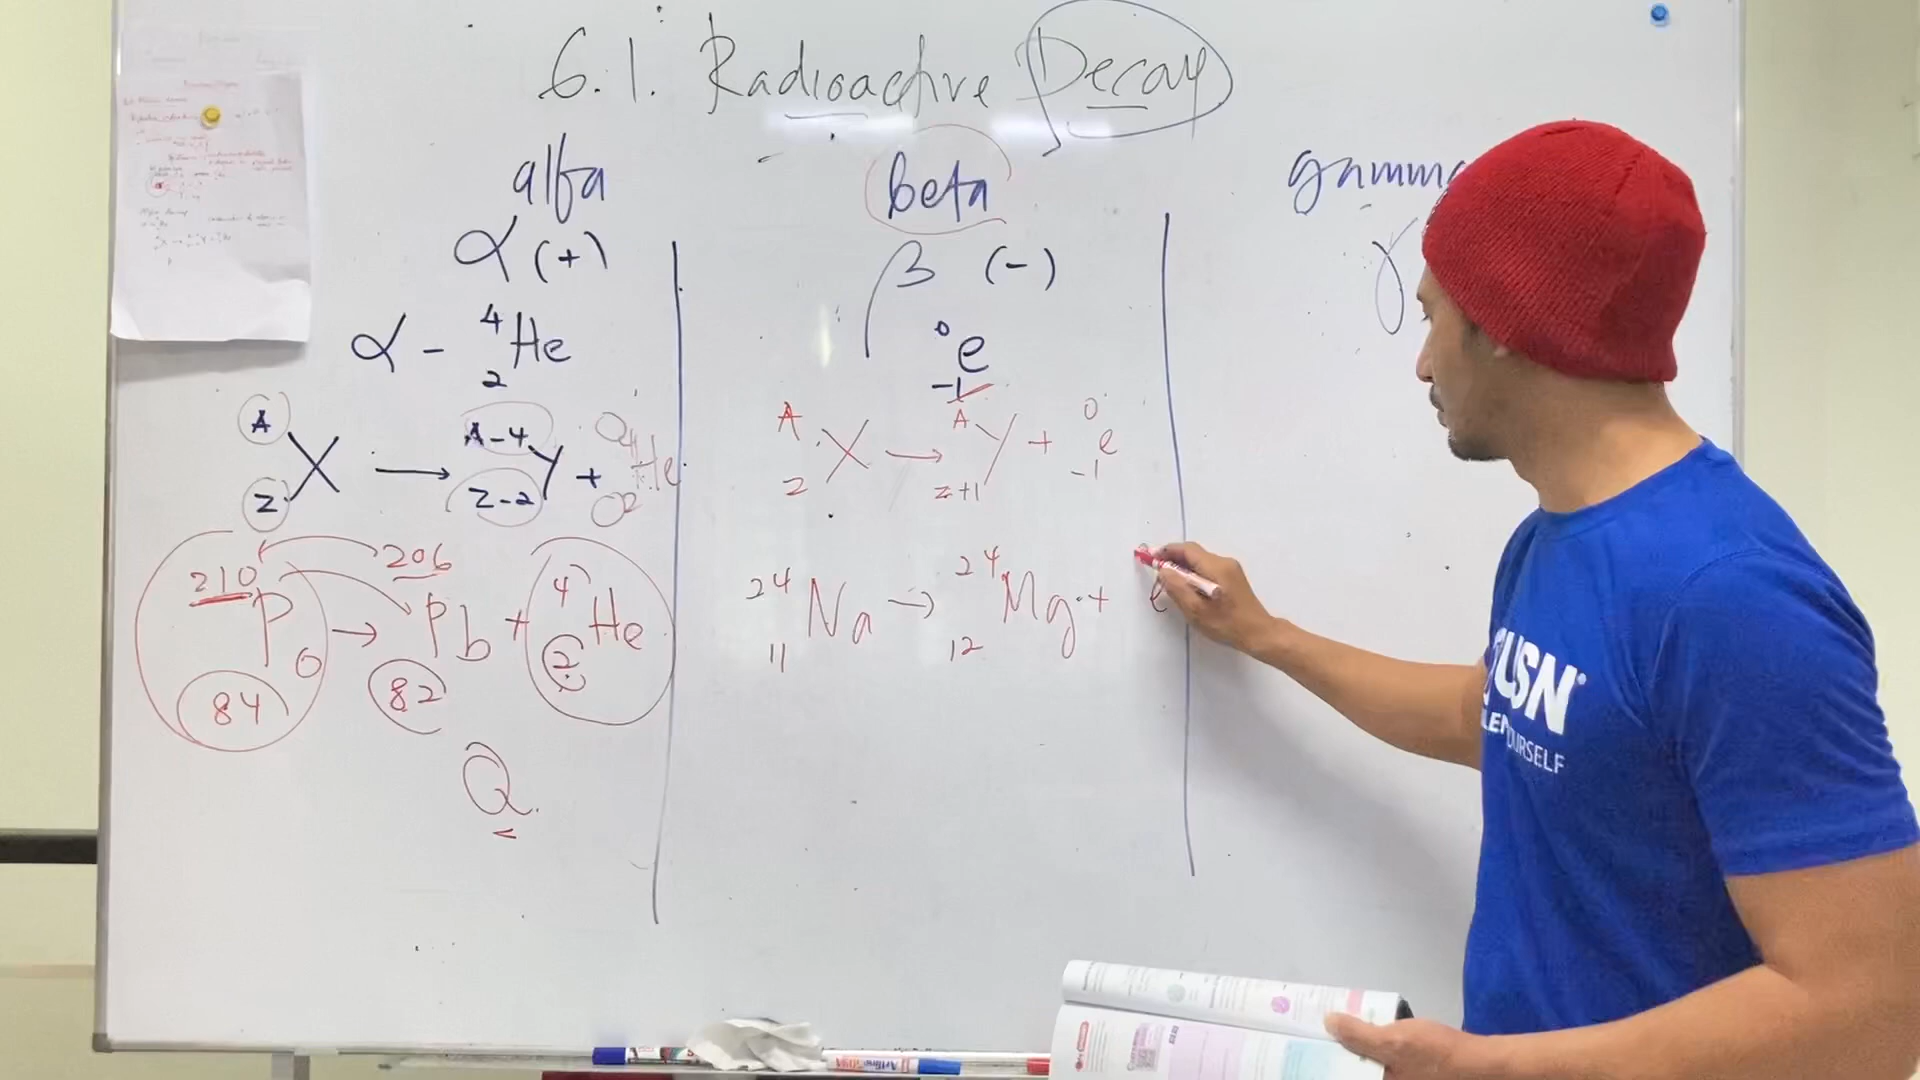 6.1. Radioactive Decay
alfa
α (+)
α - ⁴₂He
ᴬ_Z X → ᴬ⁻⁴_Z₋₂ Y + ⁴₂He
²¹⁰₈₄Po → ²⁰⁶₈₂Pb + ⁴₂He
Q
Beta
β (-)
⁰₋₁e
ᴬ_Z X → ᴬ_Z₊₁ Y + ⁰₋₁e
²⁴₁₁Na → ²⁴₁₂Mg + e
gamma
γ
USN
YOURSELF